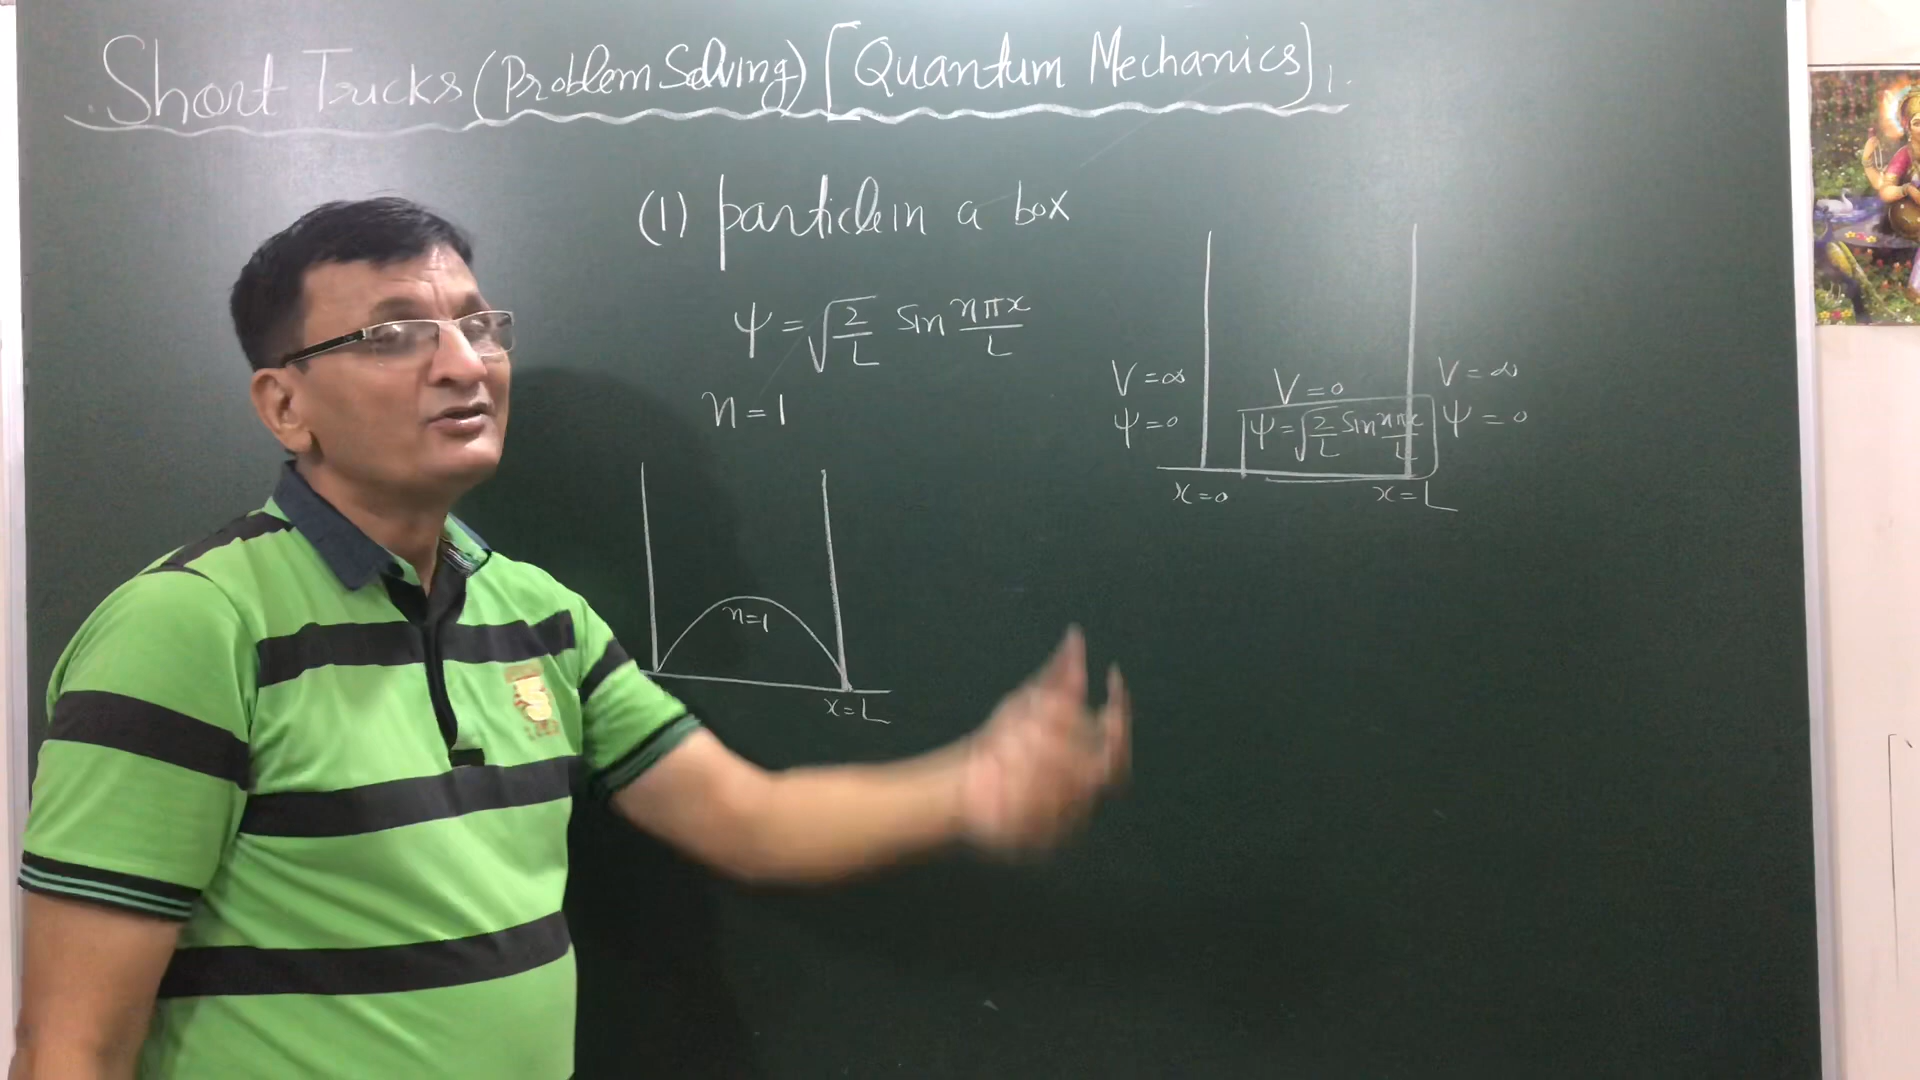 Short Tricks (Problem Solving) [Quantum Mechanics].
(1) particle in a box
ψ = √(2/L) sin nπx/L
n = 1
n=1
x = L
V = ∞
V = 0
V = ∞
ψ = 0
ψ = √(2/L) sin nπx/L
ψ = 0
x = 0
x = L